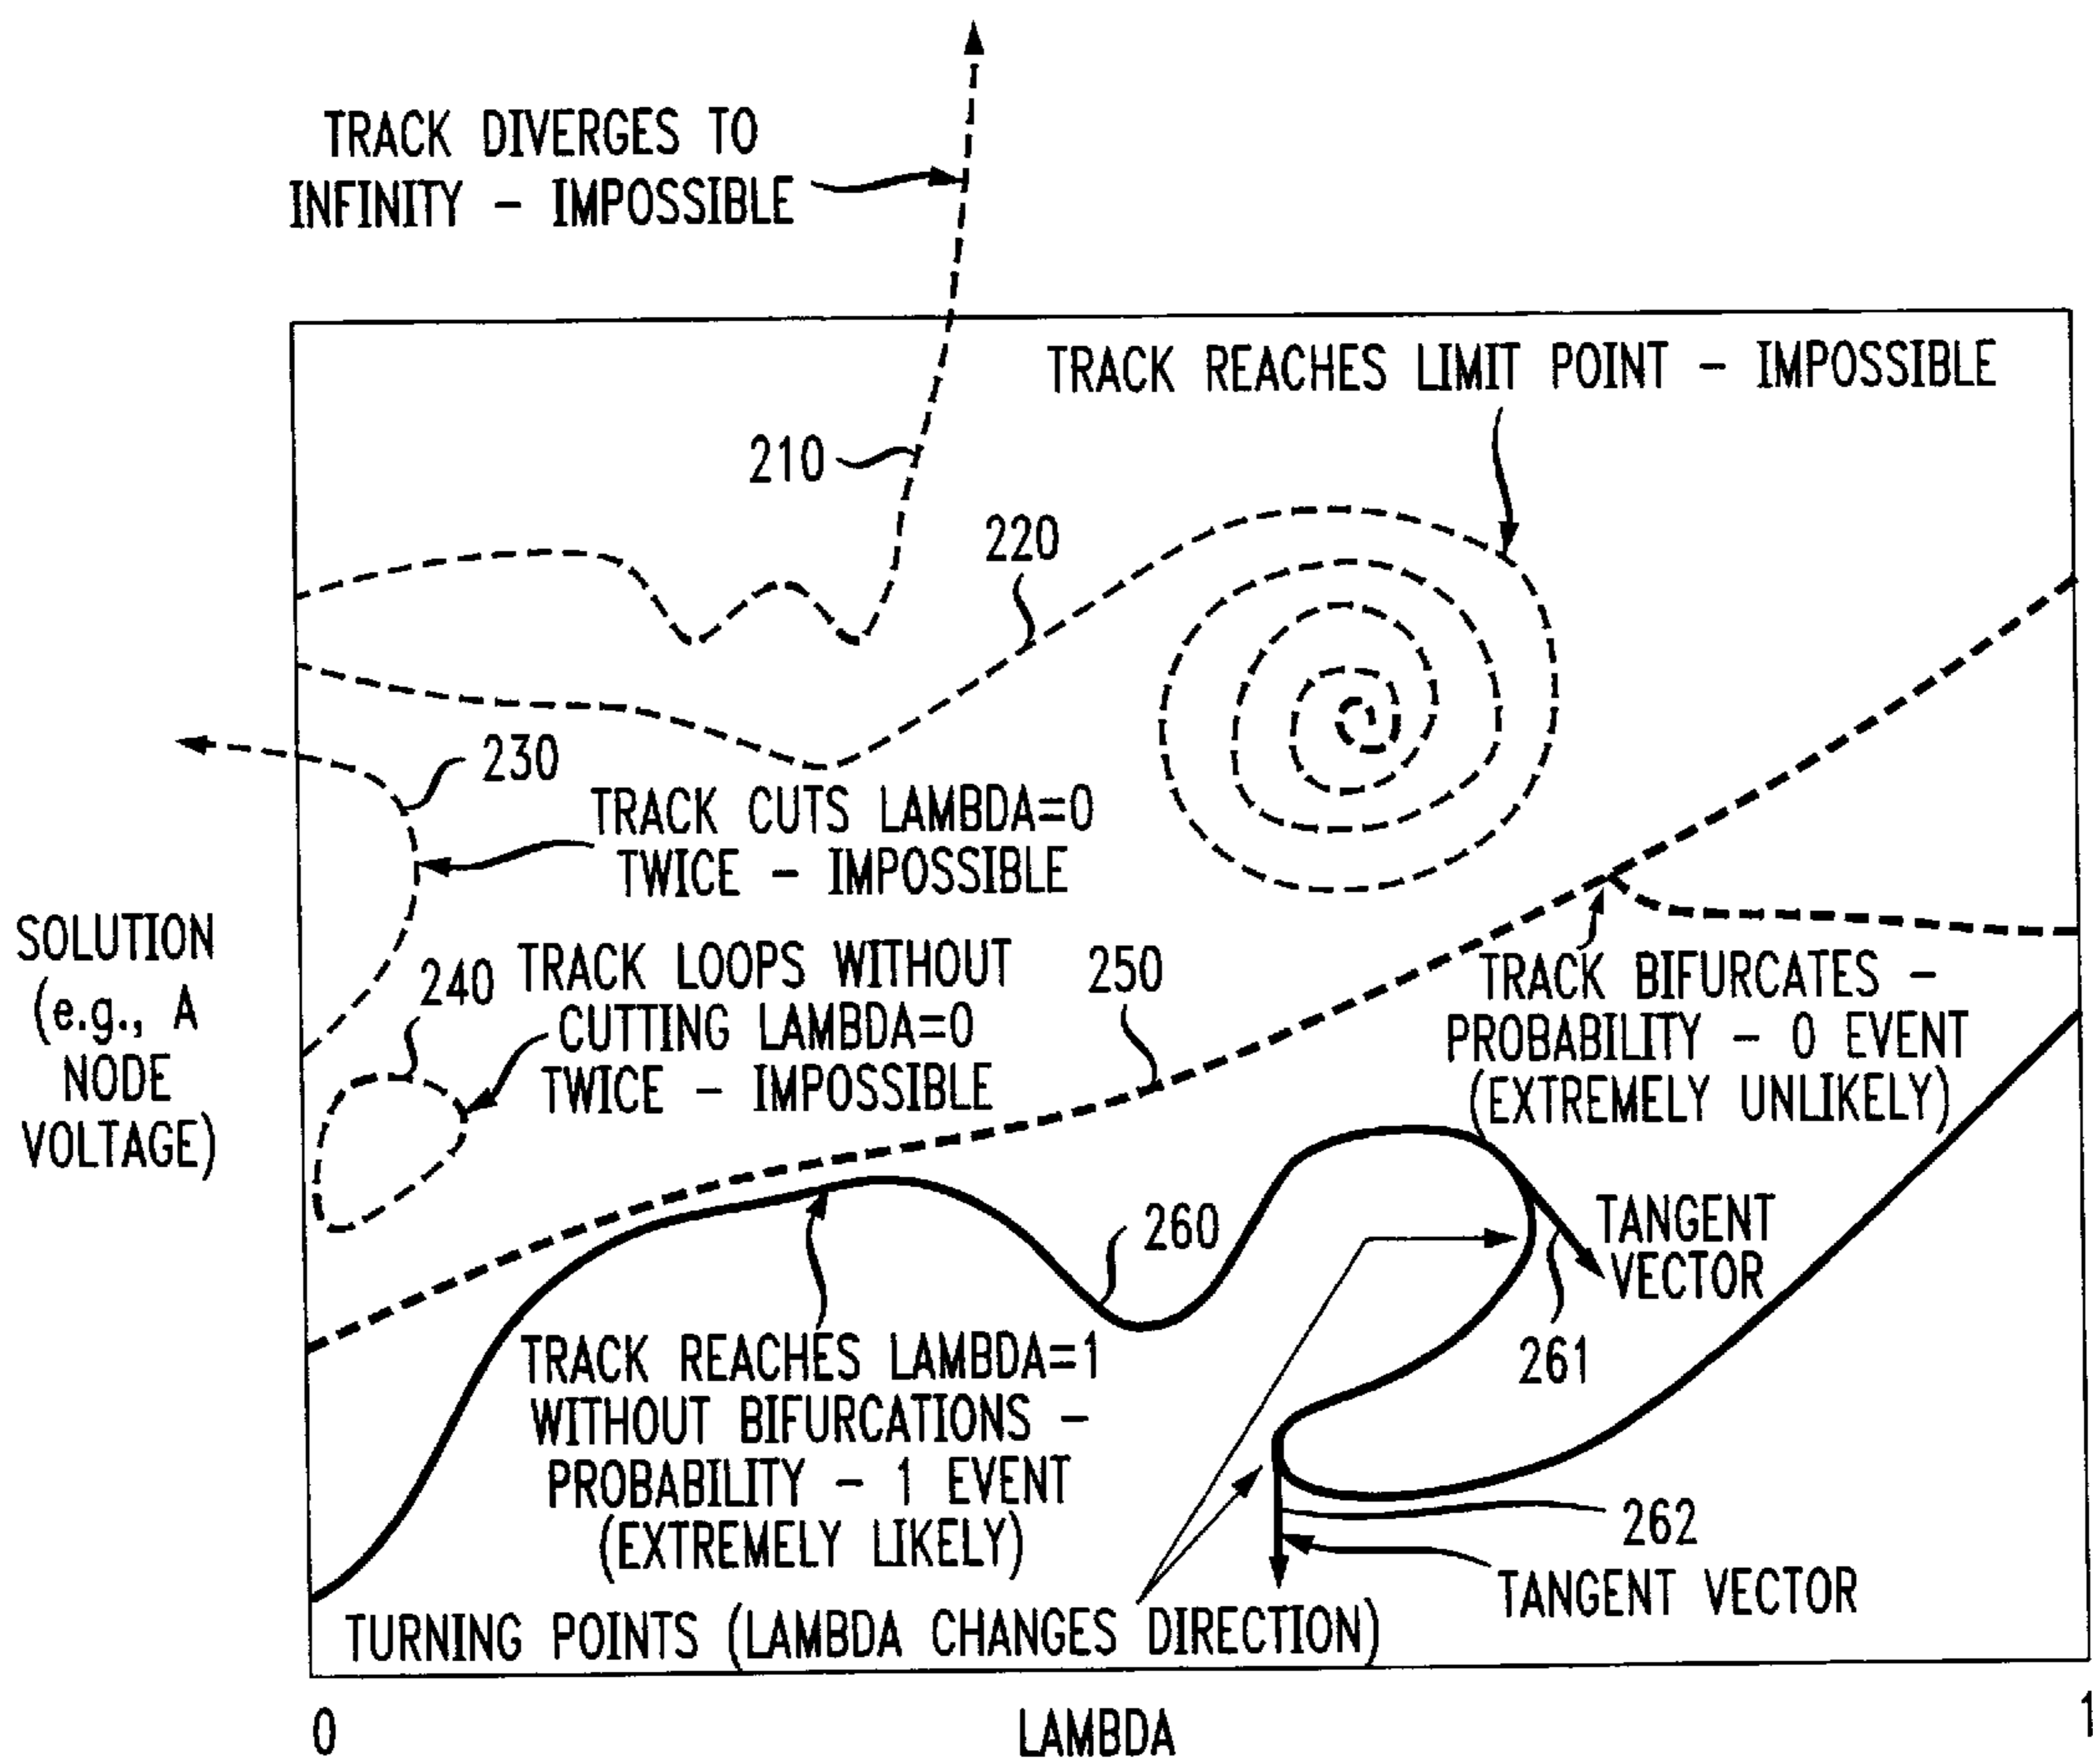 TRACK DIVERGES TO
INFINITY - IMPOSSIBLE
TRACK REACHES LIMIT POINT - IMPOSSIBLE
210
220
230
TRACK CUTS LAMBDA=0
TWICE - IMPOSSIBLE
SOLUTION
(e.g., A
NODE
VOLTAGE)
240
TRACK LOOPS WITHOUT
CUTTING LAMBDA=0
TWICE - IMPOSSIBLE
250
TRACK BIFURCATES -
PROBABILITY - 0 EVENT
(EXTREMELY UNLIKELY)
260
TANGENT
VECTOR
261
TRACK REACHES LAMBDA=1
WITHOUT BIFURCATIONS -
PROBABILITY - 1 EVENT
(EXTREMELY LIKELY)
262
TANGENT VECTOR
TURNING POINTS (LAMBDA CHANGES DIRECTION)
0
LAMBDA
1